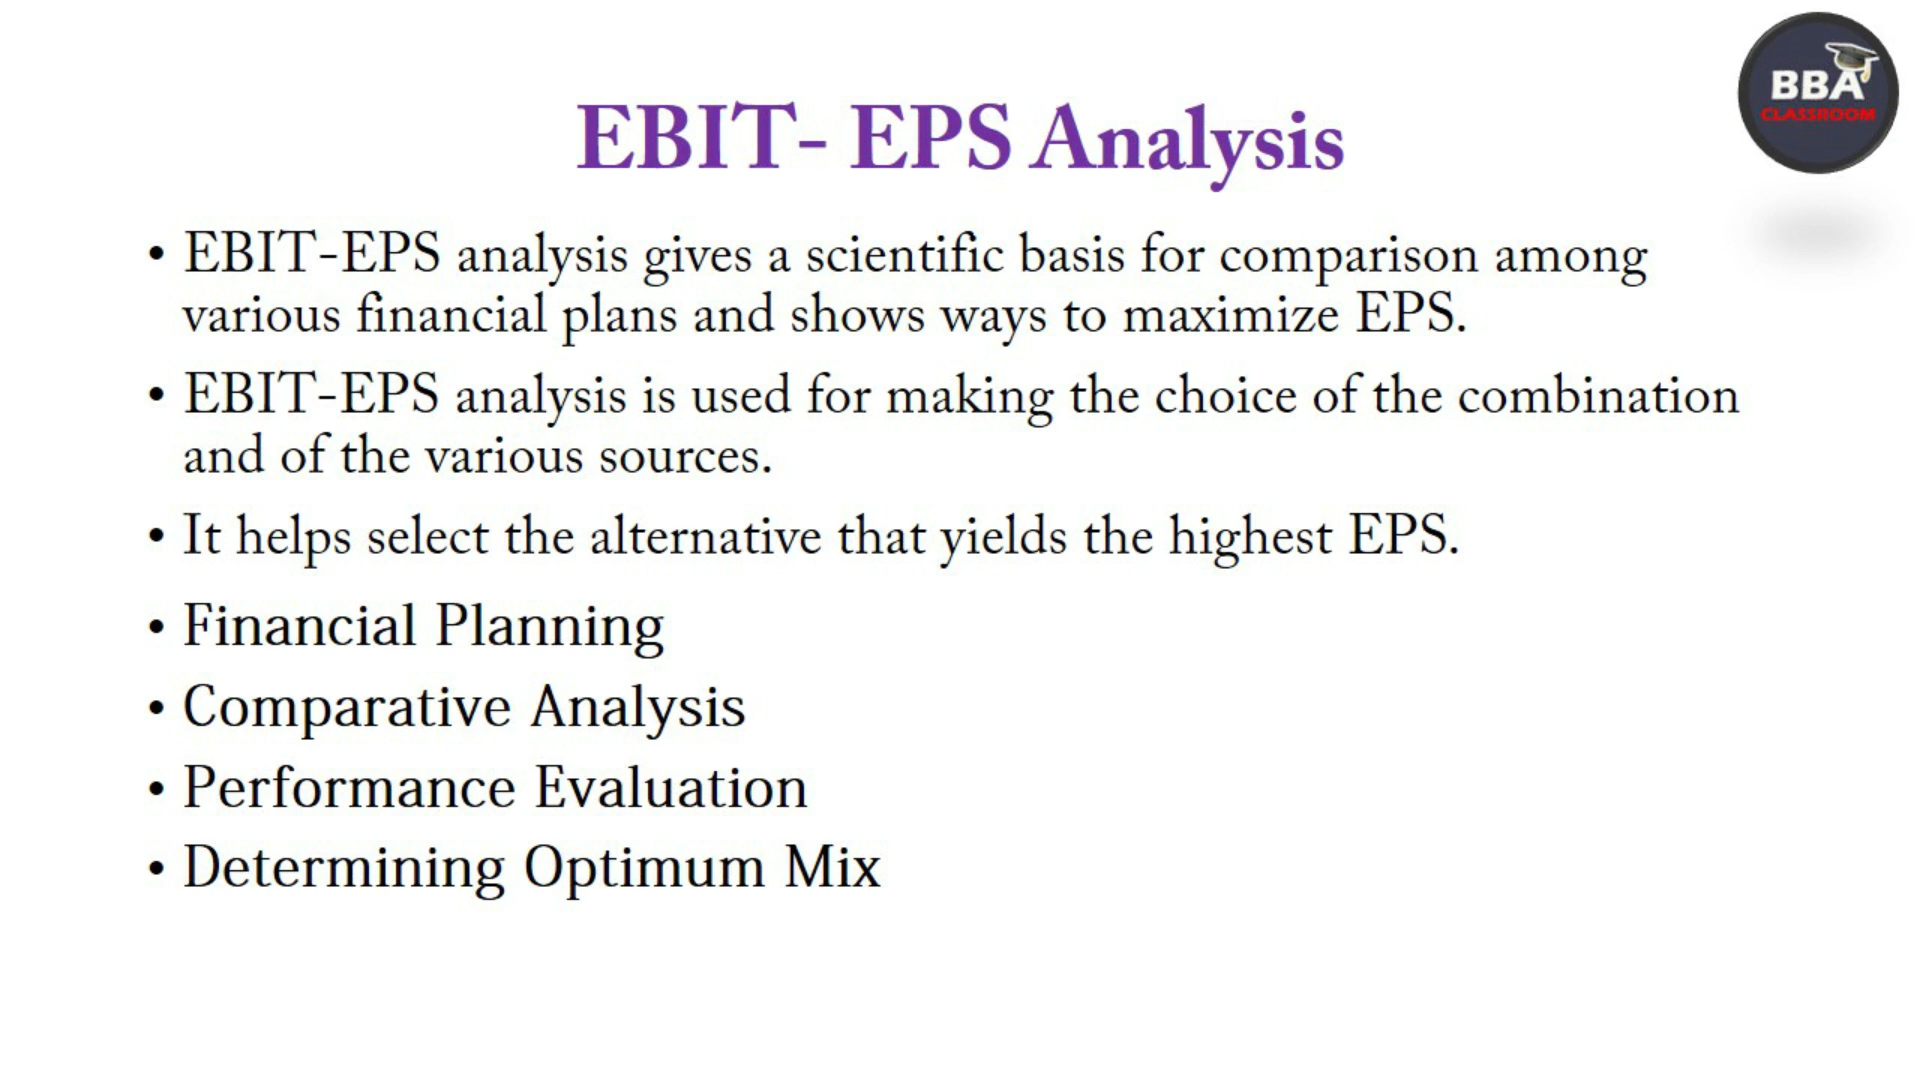 BBA
CLASSROOM
EBIT- EPS Analysis
• EBIT-EPS analysis gives a scientific basis for comparison among
various financial plans and shows ways to maximize EPS.
• EBIT-EPS analysis is used for making the choice of the combination
and of the various sources.
• It helps select the alternative that yields the highest EPS.
• Financial Planning
• Comparative Analysis
• Performance Evaluation
• Determining Optimum Mix